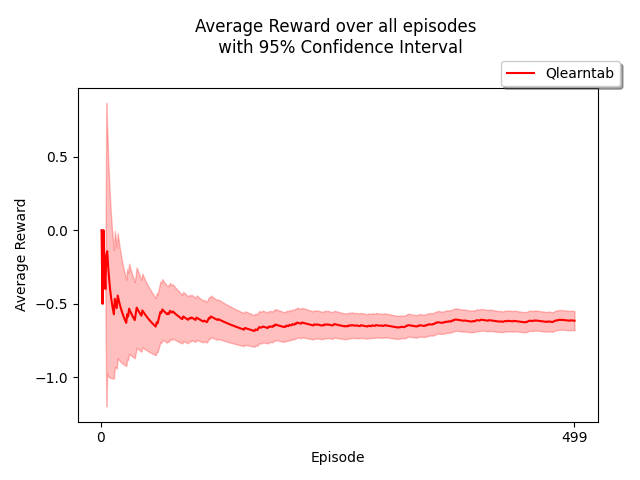 Average Reward over all episodes
with 95% Confidence Interval
Qlearntab
0.5
0.0
−0.5
−1.0
Average Reward
0
499
Episode